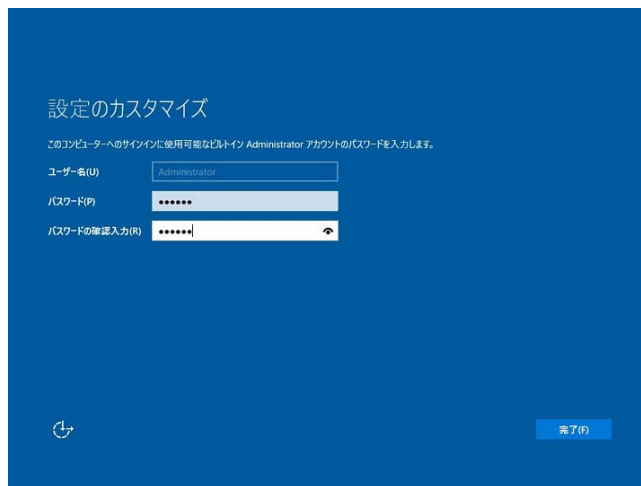 設定のカスタマイズ
このコンピューターへのサインインに使用可能なビルトイン Administrator アカウントのパスワードを入力します。
ユーザー名(U) Administrator
パスワード(P) ●●●●●●
パスワードの確認入力(R) ●●●●●●
完了(F)